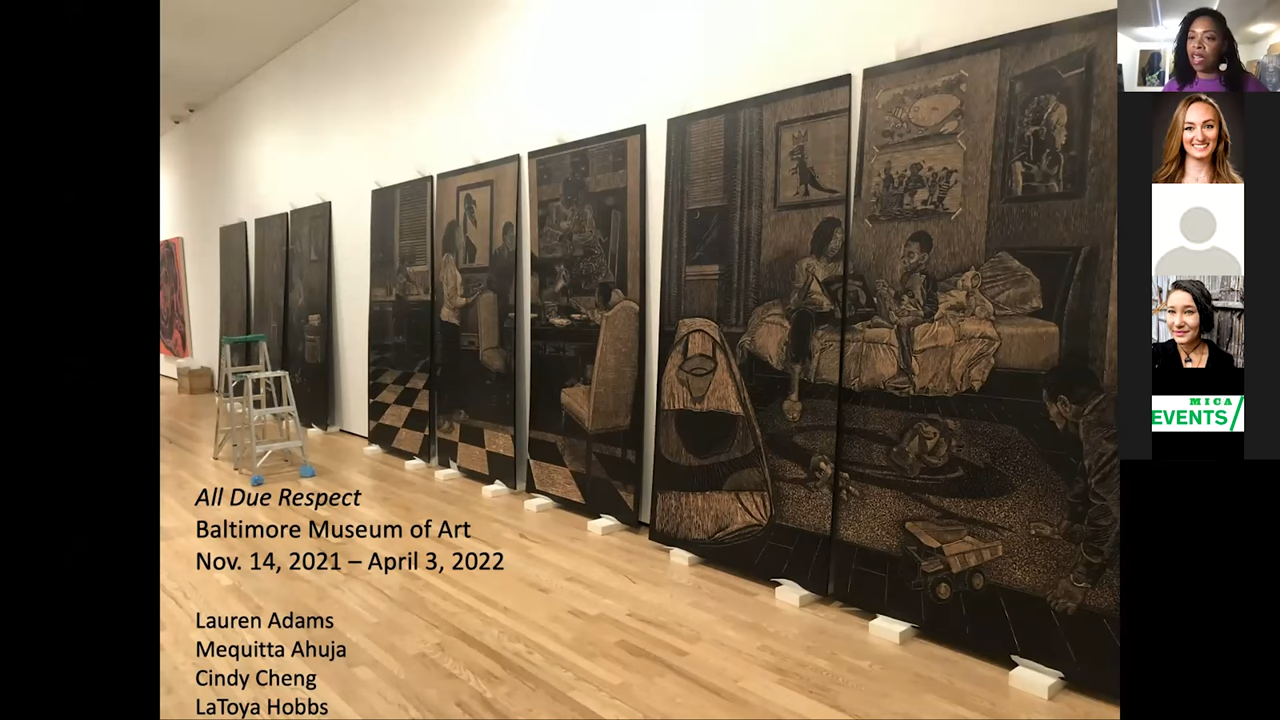 All Due Respect
Baltimore Museum of Art
Nov. 14, 2021 – April 3, 2022
Lauren Adams
Mequitta Ahuja
Cindy Cheng
LaToya Hobbs
MICA
EVENTS/